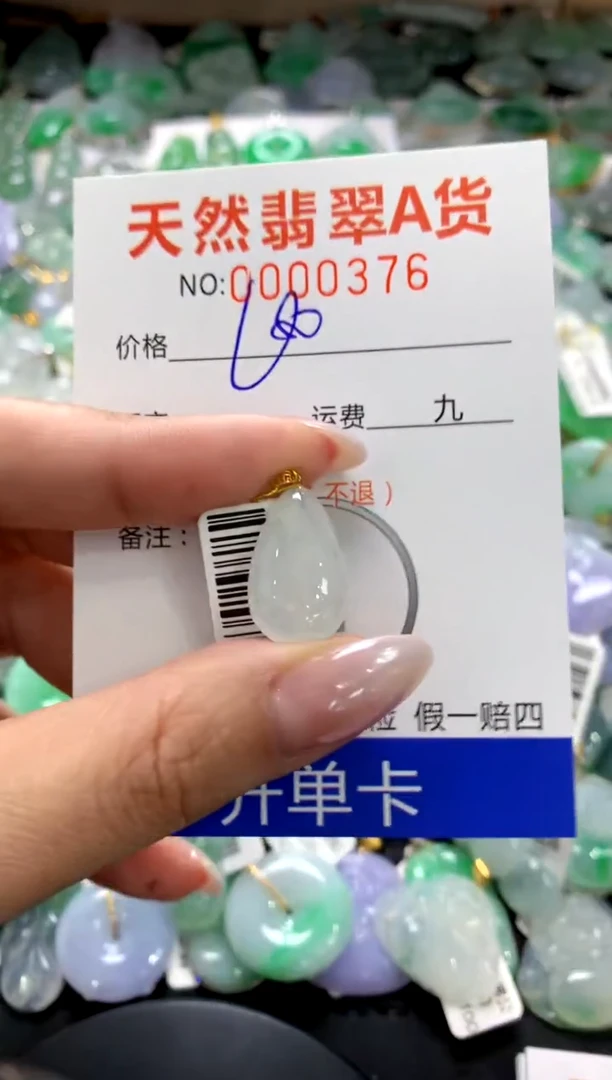 天然翡翠A货
NO:0000376
价格
运费 九
不退）
备注：
假一赔四
开单卡